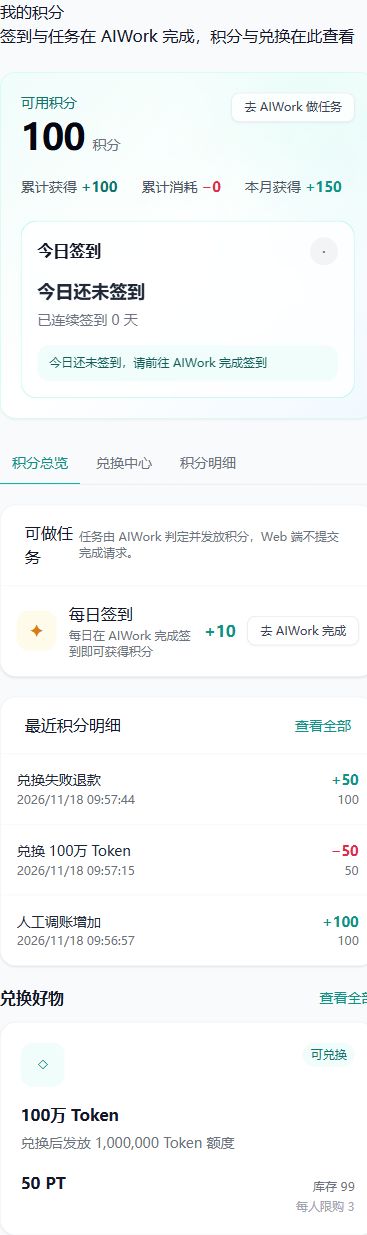 我的积分
签到与任务在 AIWork 完成，积分与兑换在此查看
可用积分
去 AIWork 做任务
100 积分
累计获得 +100 累计消耗 −0 本月获得 +150
今日签到
今日还未签到
已连续签到 0 天
今日还未签到，请前往 AIWork 完成签到
积分总览 兑换中心 积分明细
可做任务
任务由 AIWork 判定并发放积分，Web 端不提交
完成请求。
每日签到
每日在 AIWork 完成签
到即可获得积分
+10
去 AIWork 完成
最近积分明细 查看全部
兑换失败退款 +50
2026/11/18 09:57:44 100
兑换 100万 Token −50
2026/11/18 09:57:15 50
人工调账增加 +100
2026/11/18 09:56:57 100
兑换好物 查看全部
可兑换
100万 Token
兑换后发放 1,000,000 Token 额度
50 PT 库存 99
每人限购 3